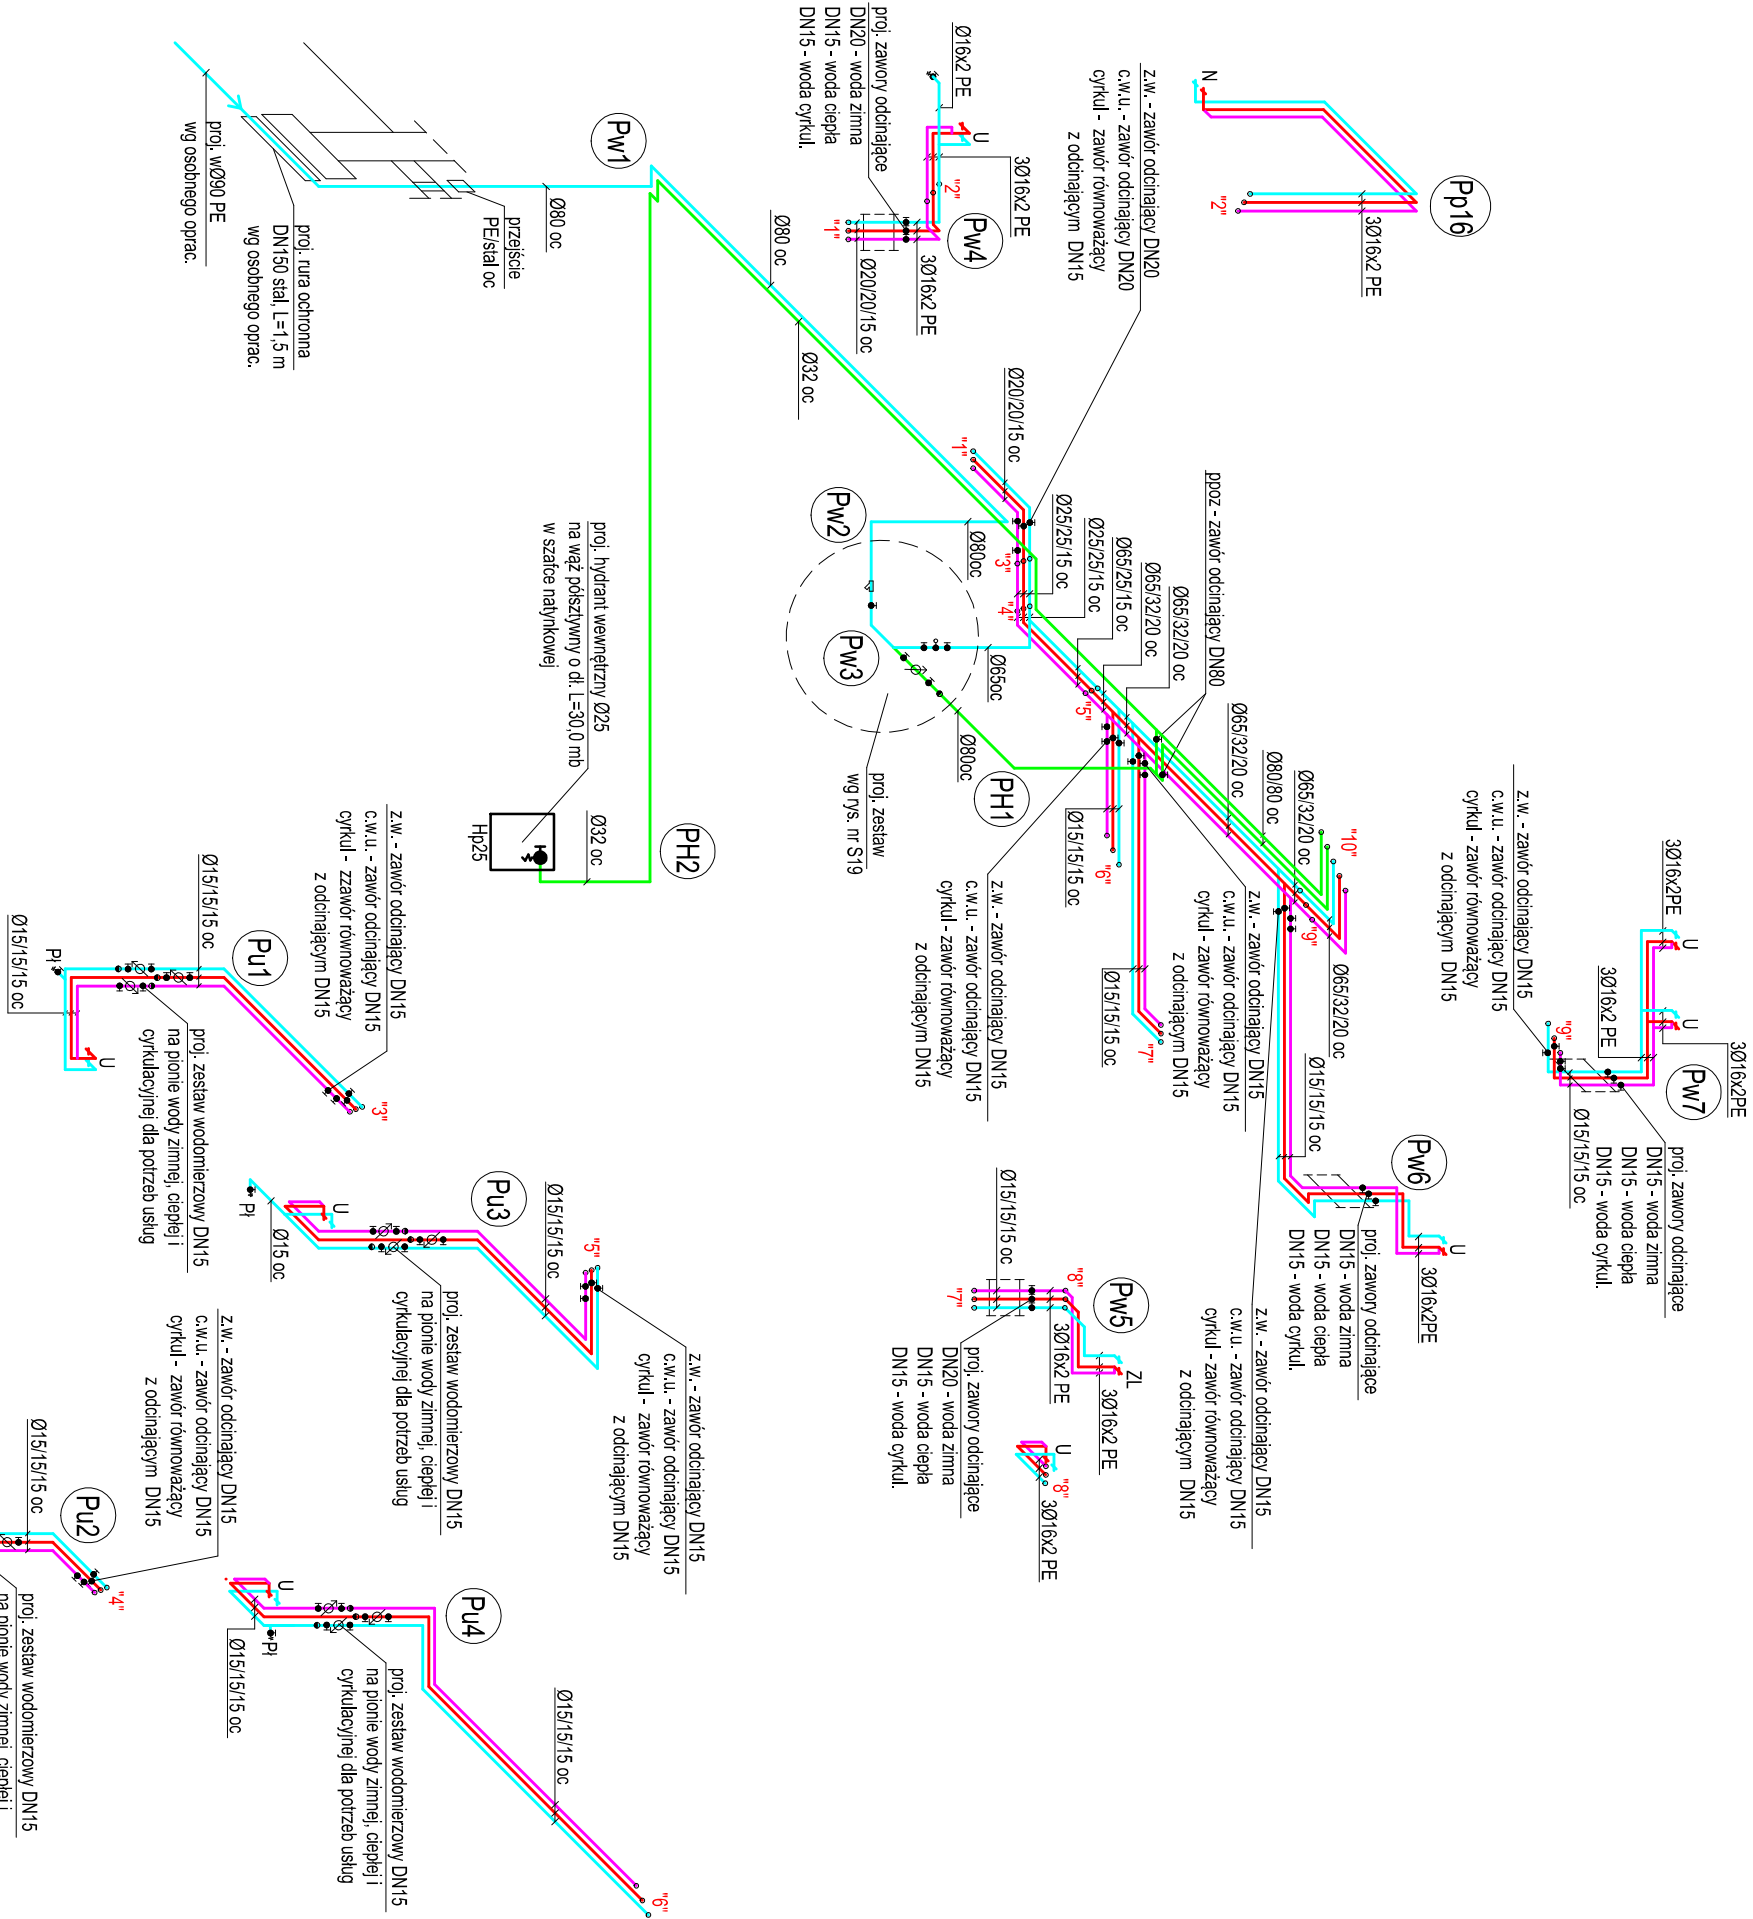 Pp16
N
"2"
3Ø16x2 PE
z.w. - zawór odcinający DN20
c.w.u. - zawór odcinający DN20
cyrkul - zawór równoważący
z odcinającym DN15
Ø16x2 PE
U
3Ø16x2 PE
"2"
Pw4
"1"
3Ø16x2 PE
Ø20/20/15 oc
proj. zawory odcinające
DN20 - woda zimna
DN15 - woda ciepła
DN15 - woda cyrkul.
Pw1
Ø80 oc
przejście
PE/stal oc
proj. rura ochronna
DN150 stal, L=1,5 m
wg osobnego oprac.
proj. wØ90 PE
wg osobnego oprac.
Ø80 oc
Ø32 oc
Ø20/20/15 oc
"1"
ppoż - zawór odcinający DN80
Ø65/32/20 oc
Ø65/32/20 oc
Ø65/25/15 oc
Ø25/25/15 oc
Ø25/25/15 oc
"3"
"4"
"5"
Pw2
Ø80oc
Pw3
Ø65oc
Ø80oc
PH1
proj. zestaw
wg rys. nr S19
Ø65/32/20 oc
Ø80/80 oc
Ø65/32/20 oc
"10"
"9"
Ø65/32/20 oc
Ø15/15/15 oc
"6"
Ø15/15/15 oc
"7"
z.w. - zawór odcinający DN15
c.w.u. - zawór odcinający DN15
cyrkul - zawór równoważący
z odcinającym DN15
z.w. - zawór odcinający DN15
c.w.u. - zawór odcinający DN15
cyrkul - zawór równoważący
z odcinającym DN15
proj. hydrant wewnętrzny Ø25
na wąż półsztywny o dł. L=30,0 mb
w szafce natynkowej
PH2
Ø32 oc
Hp25
z.w. - zawór odcinający DN15
c.w.u. - zawór odcinający DN15
cyrkul - zawór równoważący
z odcinającym DN15
3Ø16x2PE
U
3Ø16x2 PE
U
3Ø16x2PE
"9"
Pw7
Ø15/15/15 oc
proj. zawory odcinające
DN15 - woda zimna
DN15 - woda ciepła
DN15 - woda cyrkul.
Ø15/15/15 oc
Pw6
U
3Ø16x2PE
proj. zawory odcinające
DN15 - woda zimna
DN15 - woda ciepła
DN15 - woda cyrkul.
z.w. - zawór odcinający DN15
c.w.u. - zawór odcinający DN15
cyrkul - zawór równoważący
z odcinającym DN15
Pw5
"8"
"7"
Ø15/15/15 oc
ZL
3Ø16x2 PE
3Ø16x2 PE
proj. zawory odcinające
DN20 - woda zimna
DN15 - woda ciepła
DN15 - woda cyrkul.
U
"8"
3Ø16x2 PE
z.w. - zawór odcinający DN15
c.w.u. - zawór odcinający DN15
cyrkul - zzawór równoważący
z odcinającym DN15
Ø15/15/15 oc
Pu1
"3"
Pł
U
Ø15/15/15 oc
proj. zestaw wodomierzowy DN15
na pionie wody zimnej, ciepłej i
cyrkulacyjnej dla potrzeb usług
Pu3
Ø15/15/15 oc
"5"
U
Pł
Ø15 oc
proj. zestaw wodomierzowy DN15
na pionie wody zimnej, ciepłej i
cyrkulacyjnej dla potrzeb usług
z.w. - zawór odcinający DN15
c.w.u. - zawór odcinający DN15
cyrkul - zawór równoważący
z odcinającym DN15
z.w. - zawór odcinający DN15
c.w.u. - zawór odcinający DN15
cyrkul - zawór równoważący
z odcinającym DN15
Pu2
Ø15/15/15 oc
"4"
proj. zestaw wodomierzowy DN15
na pionie wody zimnej, ciepłej i
Pu4
U
Pł
Ø15/15/15 oc
Ø15/15/15 oc
"6"
proj. zestaw wodomierzowy DN15
na pionie wody zimnej, ciepłej i
cyrkulacyjnej dla potrzeb usług